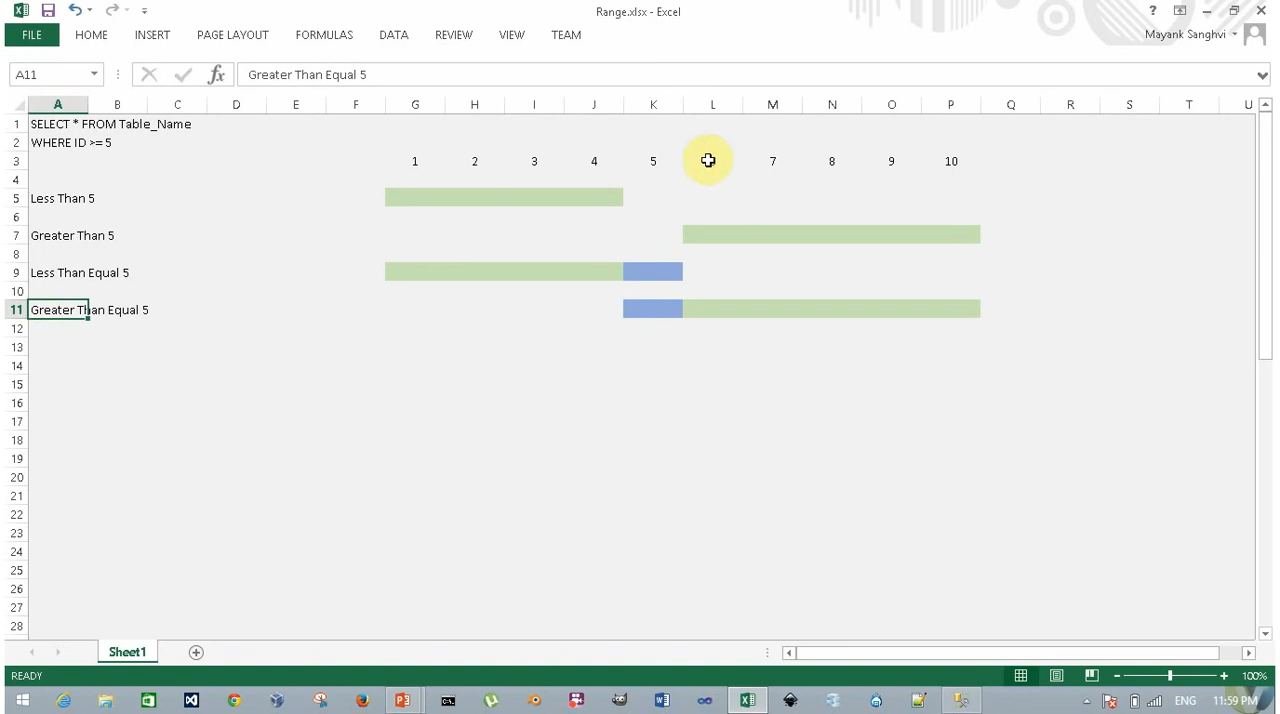 Range.xlsx - Excel
?
FILE HOME INSERT PAGE LAYOUT FORMULAS DATA REVIEW VIEW TEAM
Mayank Sanghvi
A11 fx Greater Than Equal 5
A B C D E F G H I J K L M N O P Q R S T U
1 SELECT * FROM Table_Name
2 WHERE ID >= 5
3 1 2 3 4 5 7 8 9 10
4
5 Less Than 5
6
7 Greater Than 5
8
9 Less Than Equal 5
10
11 Greater Than Equal 5
12
13
14
15
16
17
18
19
20
21
22
23
24
25
26
27
28
Sheet1
READY 100%
ENG 11:59 PM